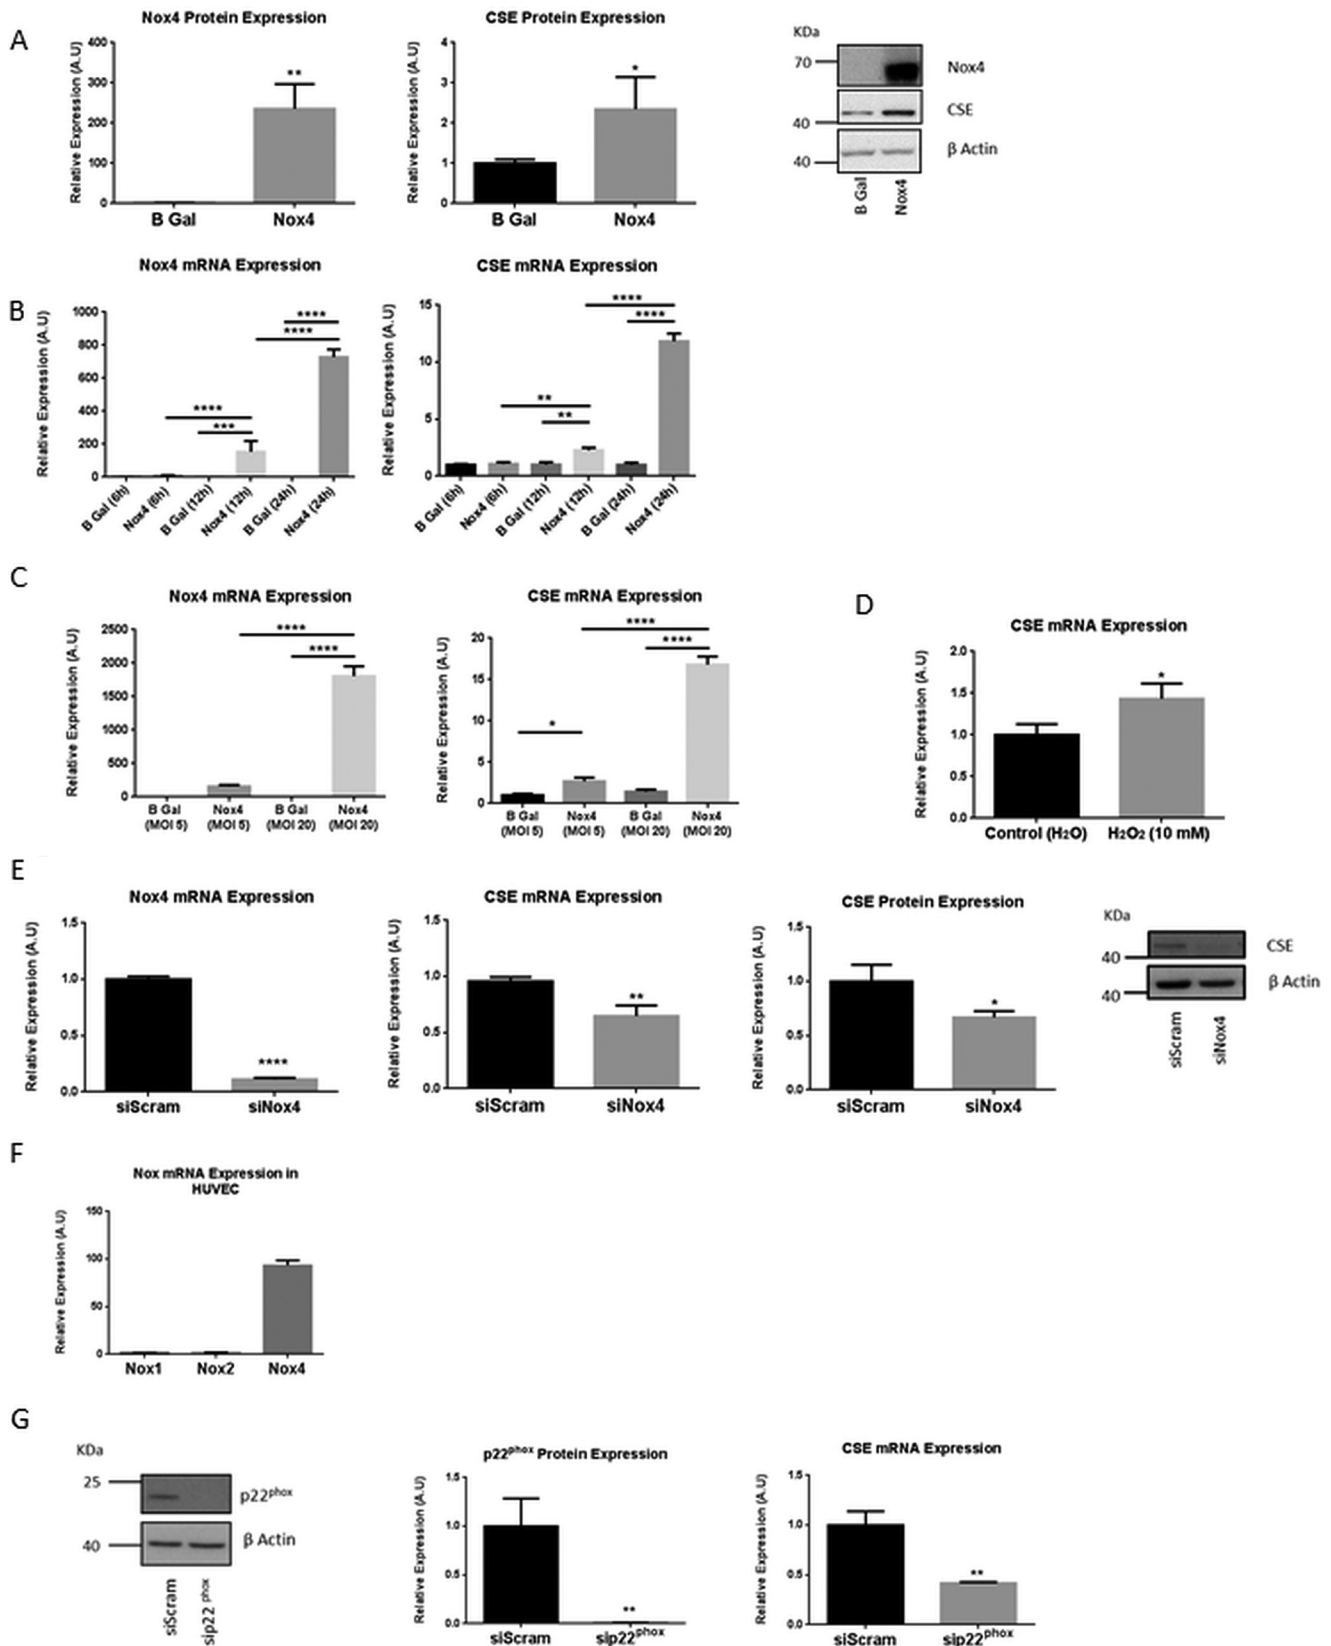 A
Nox4 Protein Expression
Relative Expression (A.U)
400
300
200
100
0
**
B Gal
Nox4
CSE Protein Expression
Relative Expression (A.U)
4
3
2
1
0
*
B Gal
Nox4
KDa
70
40
40
Nox4
CSE
β Actin
B Gal
Nox4
B
Nox4 mRNA Expression
Relative Expression (A.U)
1000
800
600
400
200
0
****
****
****
***
B Gal (6h)
Nox4 (6h)
B Gal (12h)
Nox4 (12h)
B Gal (24h)
Nox4 (24h)
CSE mRNA Expression
Relative Expression (A.U)
15
10
5
0
****
****
**
**
B Gal (6h)
Nox4 (6h)
B Gal (12h)
Nox4 (12h)
B Gal (24h)
Nox4 (24h)
C
Nox4 mRNA Expression
Relative Expression (A.U)
2500
2000
1500
1000
500
0
****
****
B Gal (MOI 5)
Nox4 (MOI 5)
B Gal (MOI 20)
Nox4 (MOI 20)
CSE mRNA Expression
Relative Expression (A.U)
20
15
10
5
0
****
****
*
B Gal (MOI 5)
Nox4 (MOI 5)
B Gal (MOI 20)
Nox4 (MOI 20)
D
CSE mRNA Expression
Relative Expression (A.U)
2.0
1.5
1.0
0.5
0.0
*
Control (H₂O)
H₂O₂ (10 mM)
E
Nox4 mRNA Expression
Relative Expression (A.U)
1.5
1.0
0.5
0.0
****
siScram
siNox4
CSE mRNA Expression
Relative Expression (A.U)
1.5
1.0
0.5
0.0
**
siScram
siNox4
CSE Protein Expression
Relative Expression (A.U)
1.5
1.0
0.5
0.0
*
siScram
siNox4
KDa
40
40
CSE
β Actin
siScram
siNox4
F
Nox mRNA Expression in
HUVEC
Relative Expression (A.U)
150
100
50
0
Nox1
Nox2
Nox4
G
KDa
25
40
p22ᵖʰᵒˣ
β Actin
siScram
sip22 ᵖʰᵒˣ
p22ᵖʰᵒˣ Protein Expression
Relative Expression (A.U)
1.5
1.0
0.5
0.0
**
siScram
sip22ᵖʰᵒˣ
CSE mRNA Expression
Relative Expression (A.U)
1.5
1.0
0.5
0.0
**
siScram
sip22ᵖʰᵒˣ